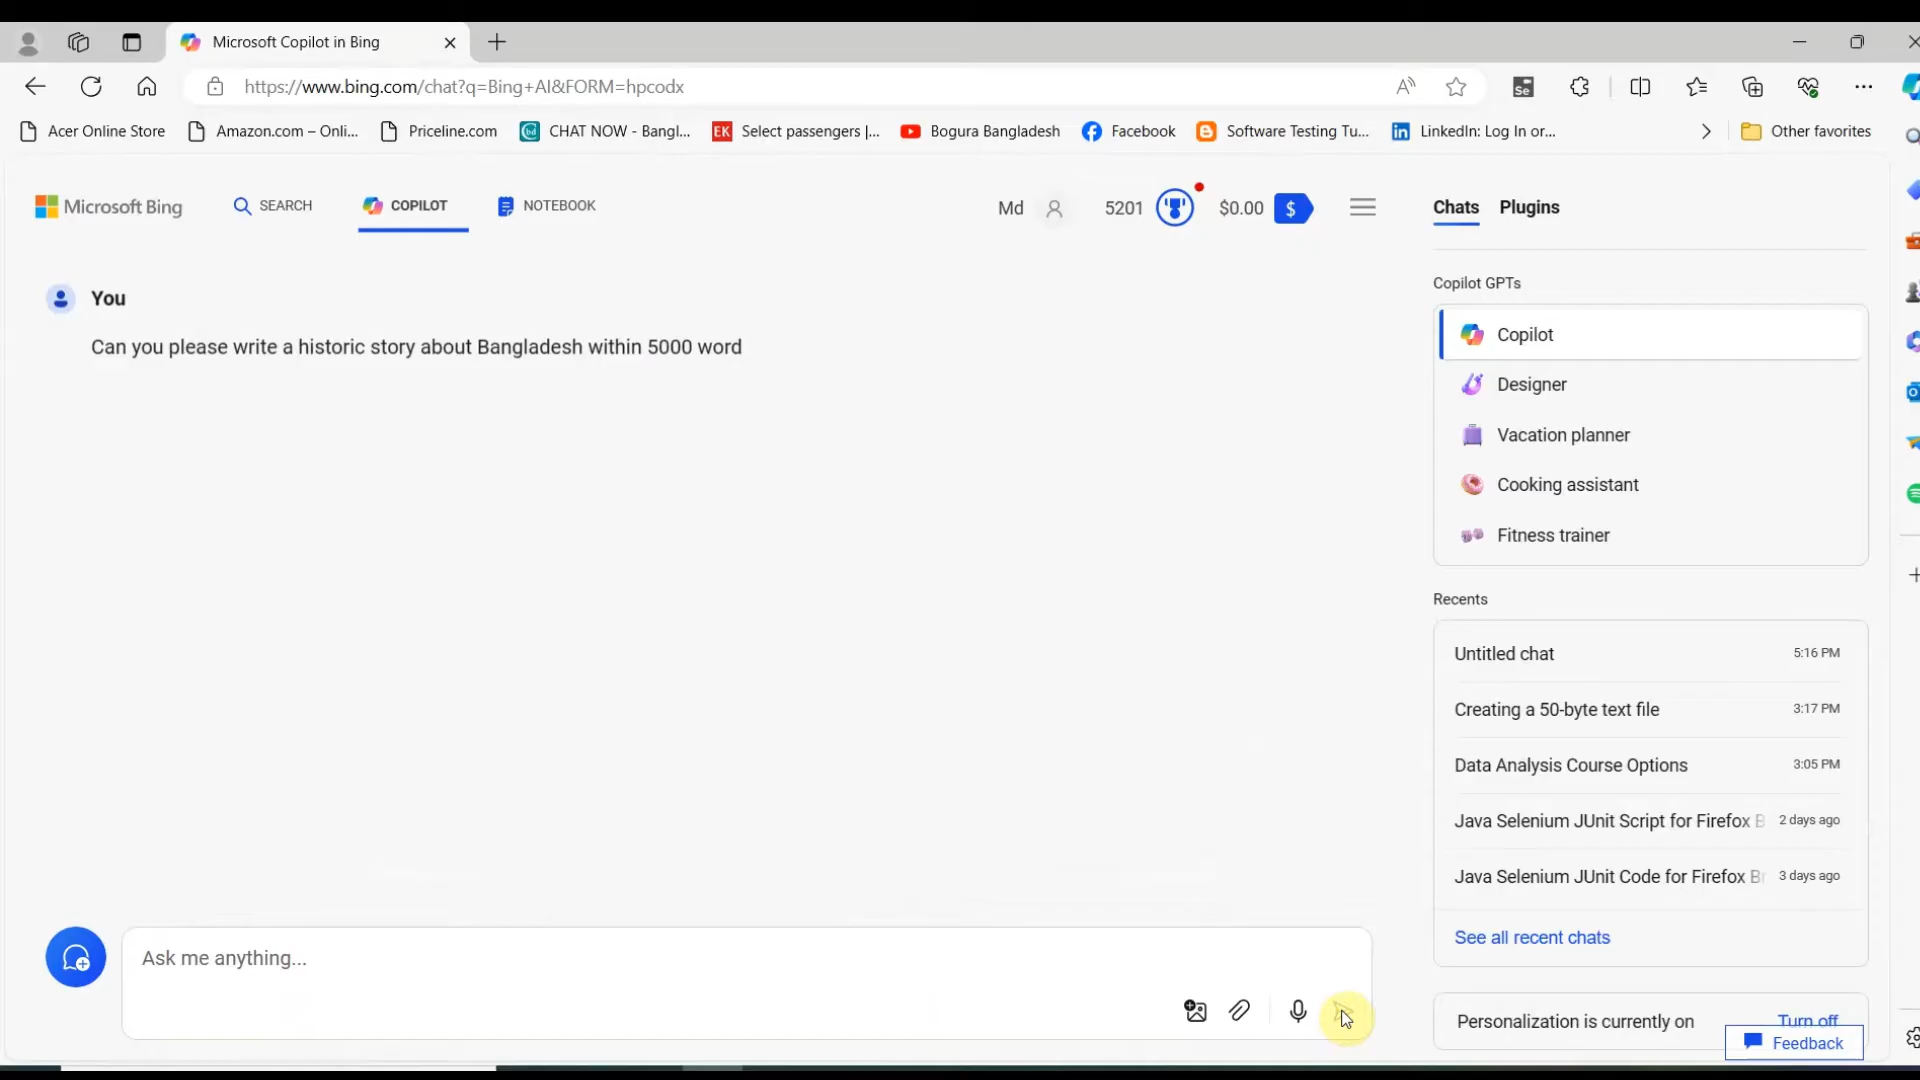 Microsoft Copilot in Bing
https://www.bing.com/chat?q=Bing+AI&FORM=hpcodx
Se
Acer Online Store
Amazon.com – Onli...
Priceline.com
CHAT NOW - Bangl...
EK
Select passengers |...
Bogura Bangladesh
Facebook
Software Testing Tu...
LinkedIn: Log In or...
Other favorites
Microsoft Bing
SEARCH
COPILOT
NOTEBOOK
Md
5201
$0.00
$
Chats
Plugins
You
Can you please write a historic story about Bangladesh within 5000 word
Copilot GPTs
Copilot
Designer
Vacation planner
Cooking assistant
Fitness trainer
Recents
Untitled chat
5:16 PM
Creating a 50-byte text file
3:17 PM
Data Analysis Course Options
3:05 PM
Java Selenium JUnit Script for Firefox B
2 days ago
Java Selenium JUnit Code for Firefox Br
3 days ago
See all recent chats
Ask me anything...
Personalization is currently on
Turn off
Feedback